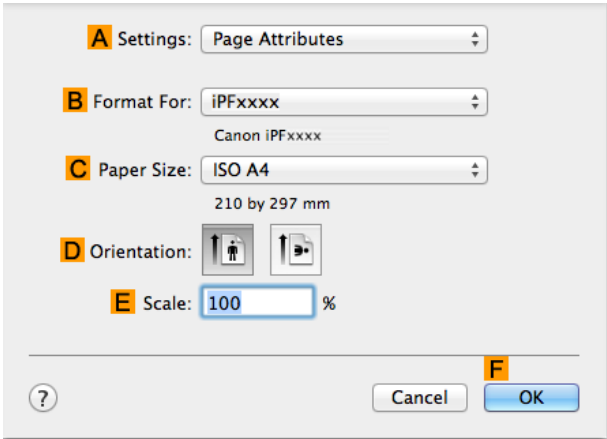 A Settings: Page Attributes
B Format For: iPFxxxx
Canon iPFxxxx
C Paper Size: ISO A4
210 by 297 mm
D Orientation:
E Scale: 100 %
F
? Cancel OK